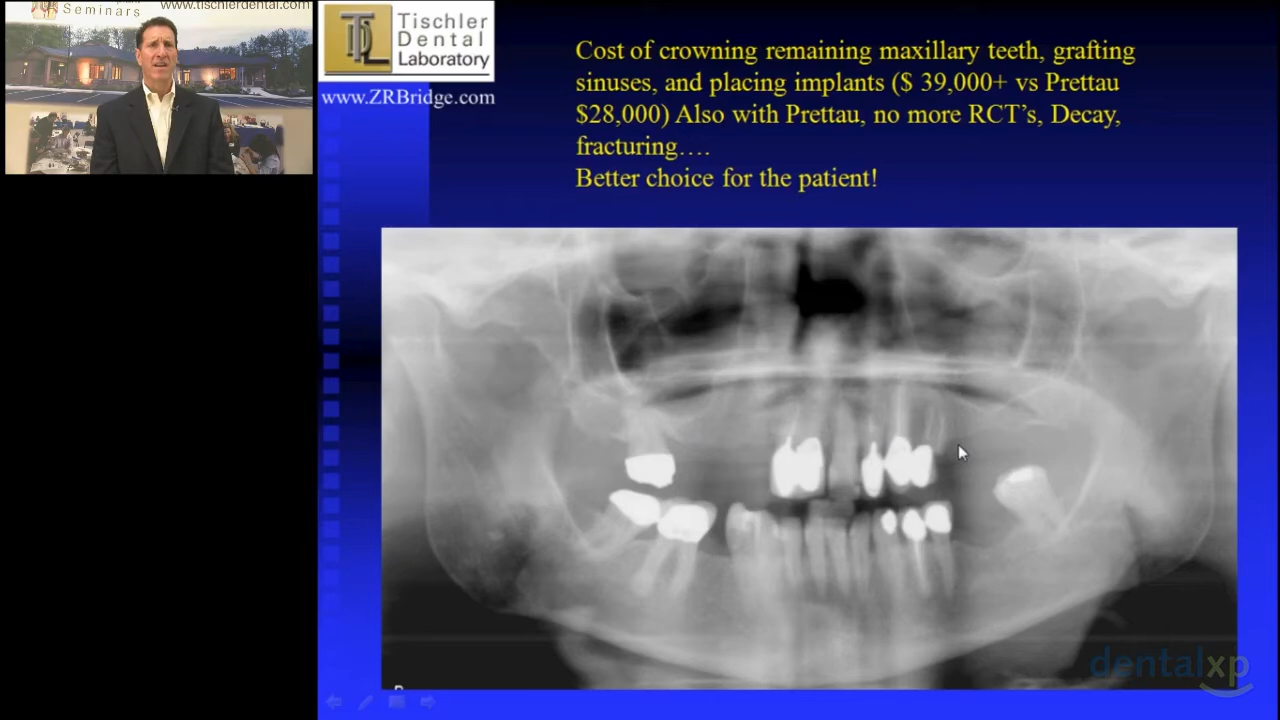 Seminars
www.tischlerdental.com
TDL
Tischler
Dental
Laboratory
www.ZRBridge.com
Cost of crowning remaining maxillary teeth, grafting
sinuses, and placing implants ($ 39,000+ vs Prettau
$28,000) Also with Prettau, no more RCT’s, Decay,
fracturing….
Better choice for the patient!
dentalxp